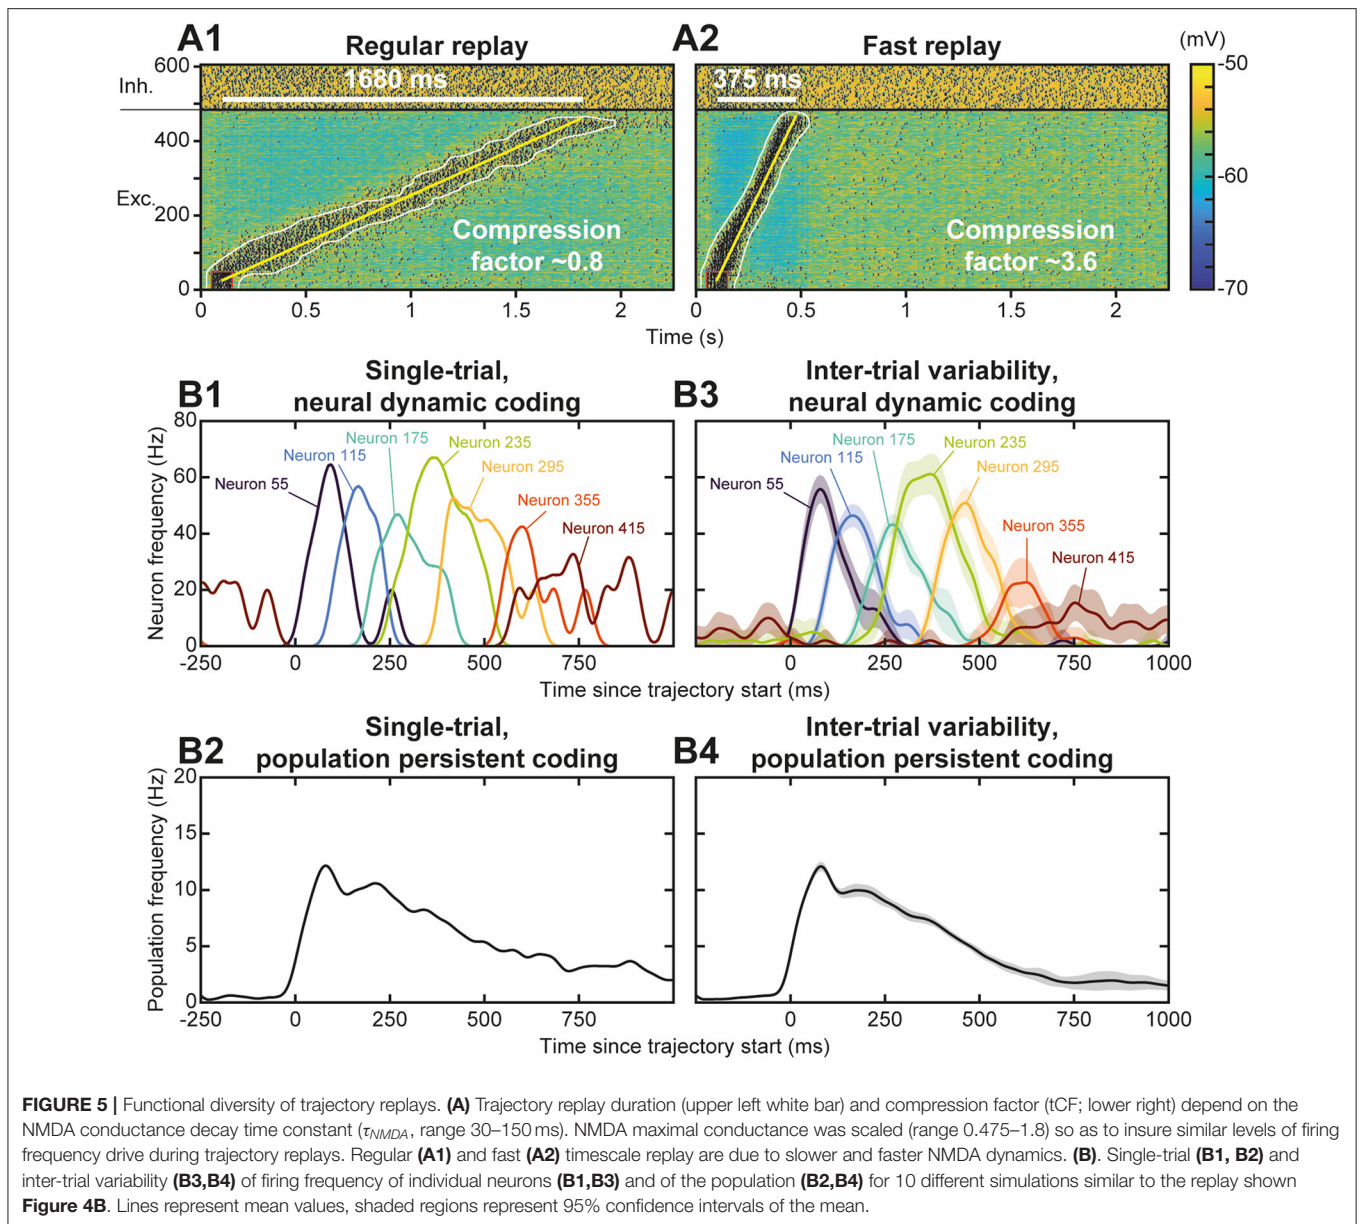 A1
Regular replay
A2
Fast replay
(mV)
600
Inh.
1680 ms
375 ms
-50
400
Exc.
-60
200
Compression
factor ~0.8
Compression
factor ~3.6
0
-70
0 0.5 1 1.5 2
0 0.5 1 1.5 2
Time (s)
B1
Single-trial,
neural dynamic coding
B3
Inter-trial variability,
neural dynamic coding
Neuron frequency (Hz)
80
60
40
20
0
Neuron 55
Neuron 115
Neuron 175
Neuron 235
Neuron 295
Neuron 355
Neuron 415
Neuron 55
Neuron 115
Neuron 175
Neuron 235
Neuron 295
Neuron 355
Neuron 415
-250 0 250 500 750
0 250 500 750 1000
Time since trajectory start (ms)
Time since trajectory start (ms)
B2
Single-trial,
population persistent coding
B4
Inter-trial variability,
population persistent coding
Population frequency (Hz)
20
15
10
5
0
-250 0 250 500 750
0 250 500 750 1000
Time since trajectory start (ms)
Time since trajectory start (ms)
FIGURE 5 | Functional diversity of trajectory replays. (A) Trajectory replay duration (upper left white bar) and compression factor (tCF; lower right) depend on the
NMDA conductance decay time constant (τNMDA, range 30–150 ms). NMDA maximal conductance was scaled (range 0.475–1.8) so as to insure similar levels of firing
frequency drive during trajectory replays. Regular (A1) and fast (A2) timescale replay are due to slower and faster NMDA dynamics. (B). Single-trial (B1, B2) and
inter-trial variability (B3,B4) of firing frequency of individual neurons (B1,B3) and of the population (B2,B4) for 10 different simulations similar to the replay shown
Figure 4B. Lines represent mean values, shaded regions represent 95% confidence intervals of the mean.